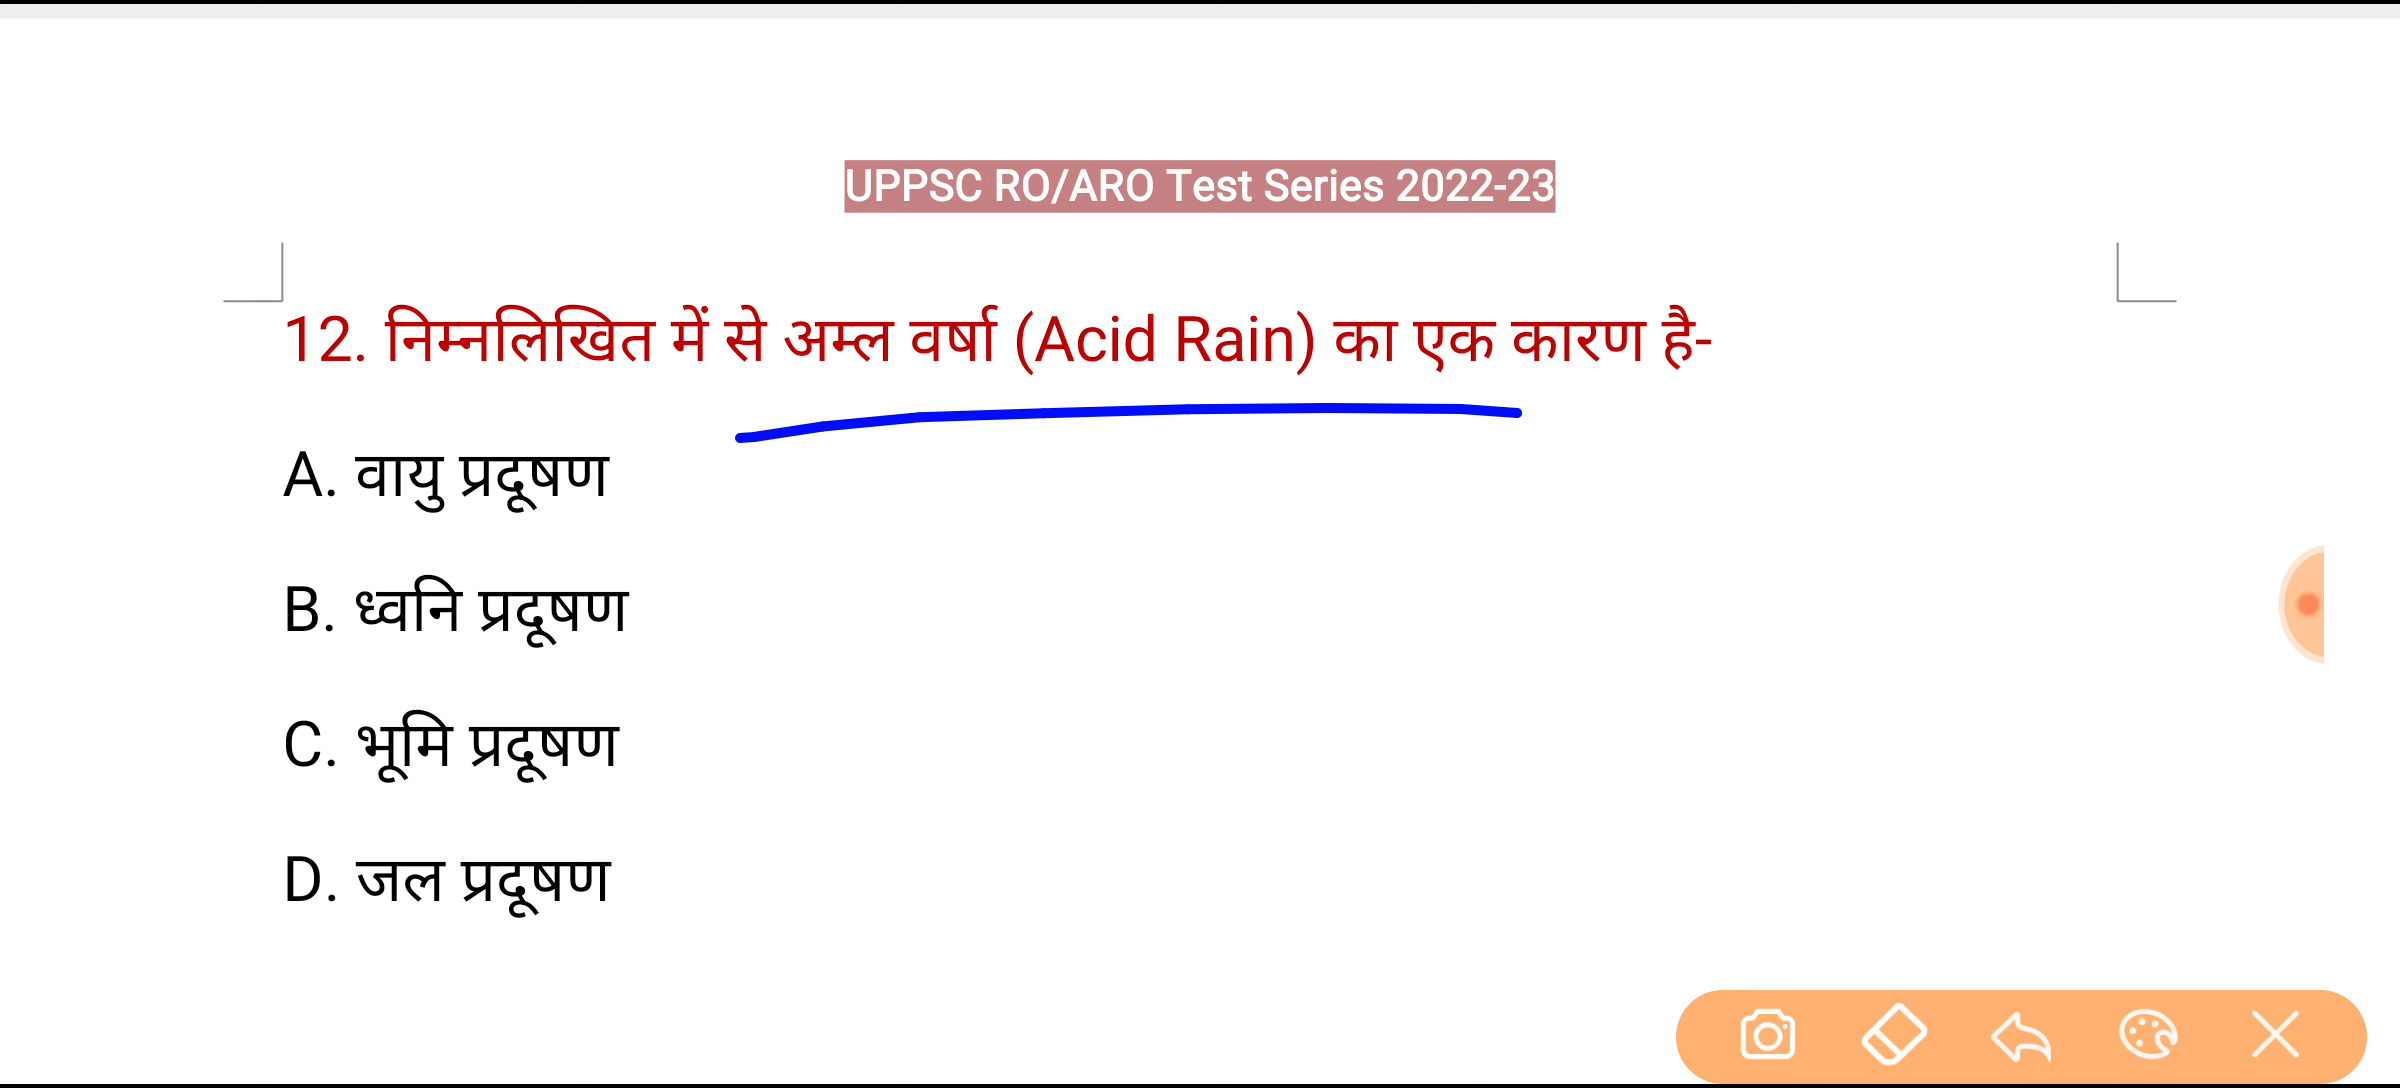 UPPSC RO/ARO Test Series 2022-23
12. निम्नलिखित में से अम्ल वर्षा (Acid Rain) का एक कारण है-
A. वायु प्रदूषण
B. ध्वनि प्रदूषण
C. भूमि प्रदूषण
D. जल प्रदूषण